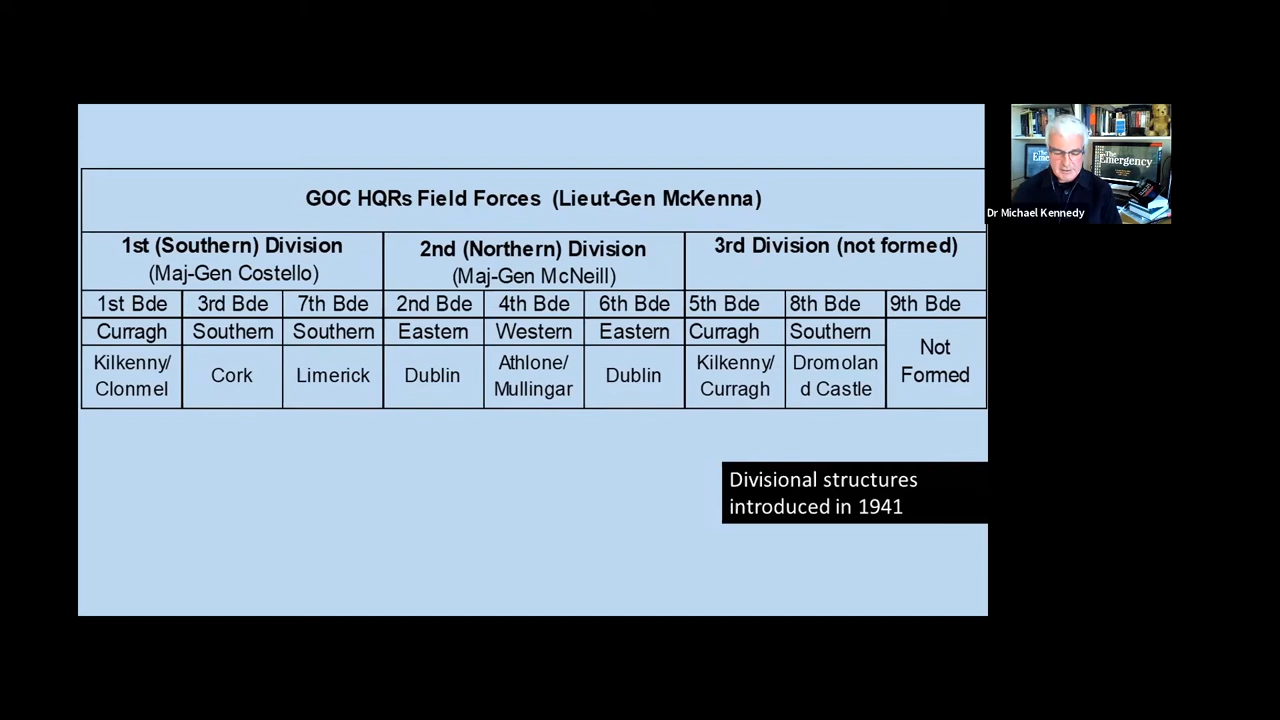 GOC HQRs Field Forces (Lieut-Gen McKenna)
1st (Southern) Division
(Maj-Gen Costello)
2nd (Northern) Division
(Maj-Gen McNeill)
3rd Division (not formed)
1st Bde 3rd Bde 7th Bde 2nd Bde 4th Bde 6th Bde 5th Bde 8th Bde 9th Bde
Curragh Southern Southern Eastern Western Eastern Curragh Southern
Kilkenny/
Clonmel
Cork
Limerick
Dublin
Athlone/
Mullingar
Dublin
Kilkenny/
Curragh
Dromolan
d Castle
Not
Formed
Divisional structures
introduced in 1941
The
Emergency
Dr Michael Kennedy